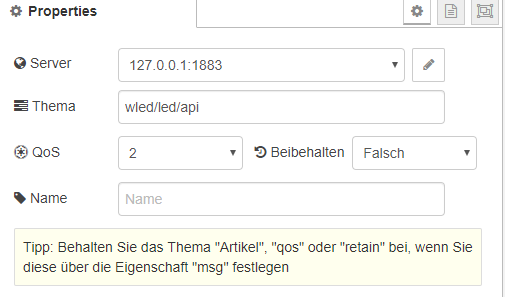 Properties
Server 127.0.0.1:1883
Thema wled/led/api
QoS 2 Beibehalten Falsch
Name Name
Tipp: Behalten Sie das Thema "Artikel", "qos" oder "retain" bei, wenn Sie
diese über die Eigenschaft "msg" festlegen